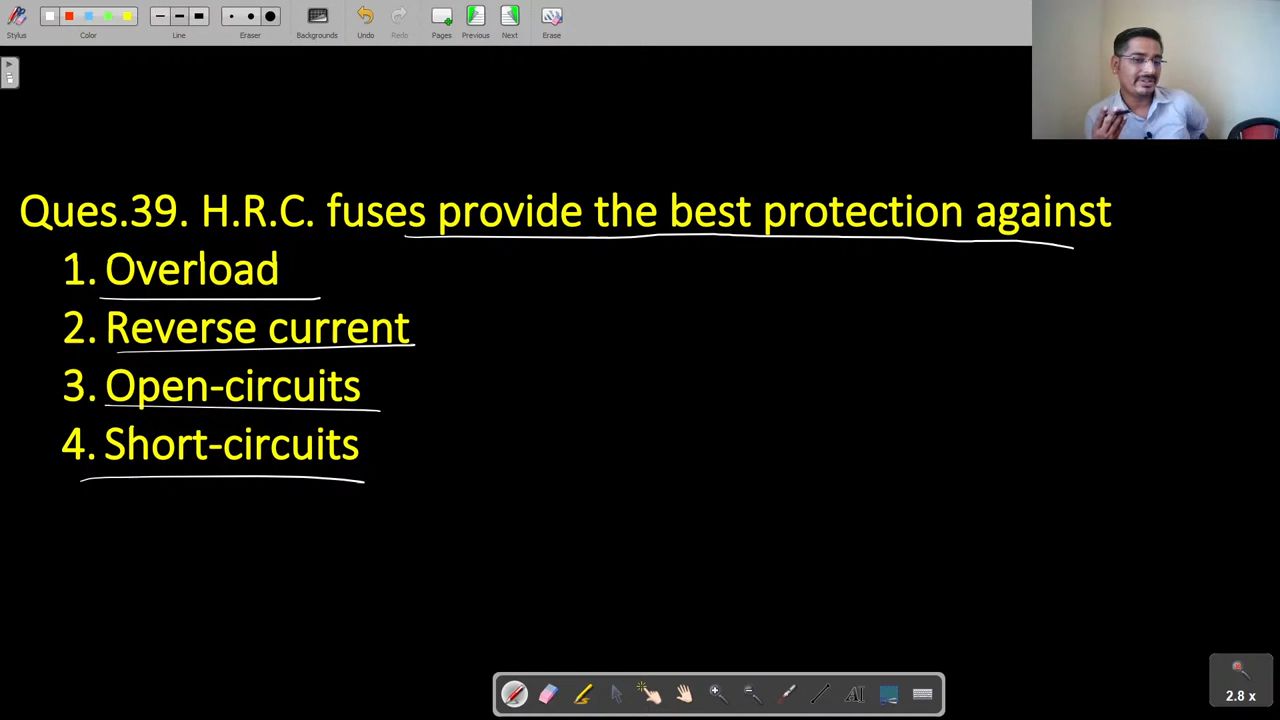 Stylus
Color
Line
Eraser
Backgrounds
Undo
Redo
Pages
Previous
Next
Erase
Ques.39. H.R.C. fuses provide the best protection against
1. Overload
2. Reverse current
3. Open-circuits
4. Short-circuits
AI
2.8 x